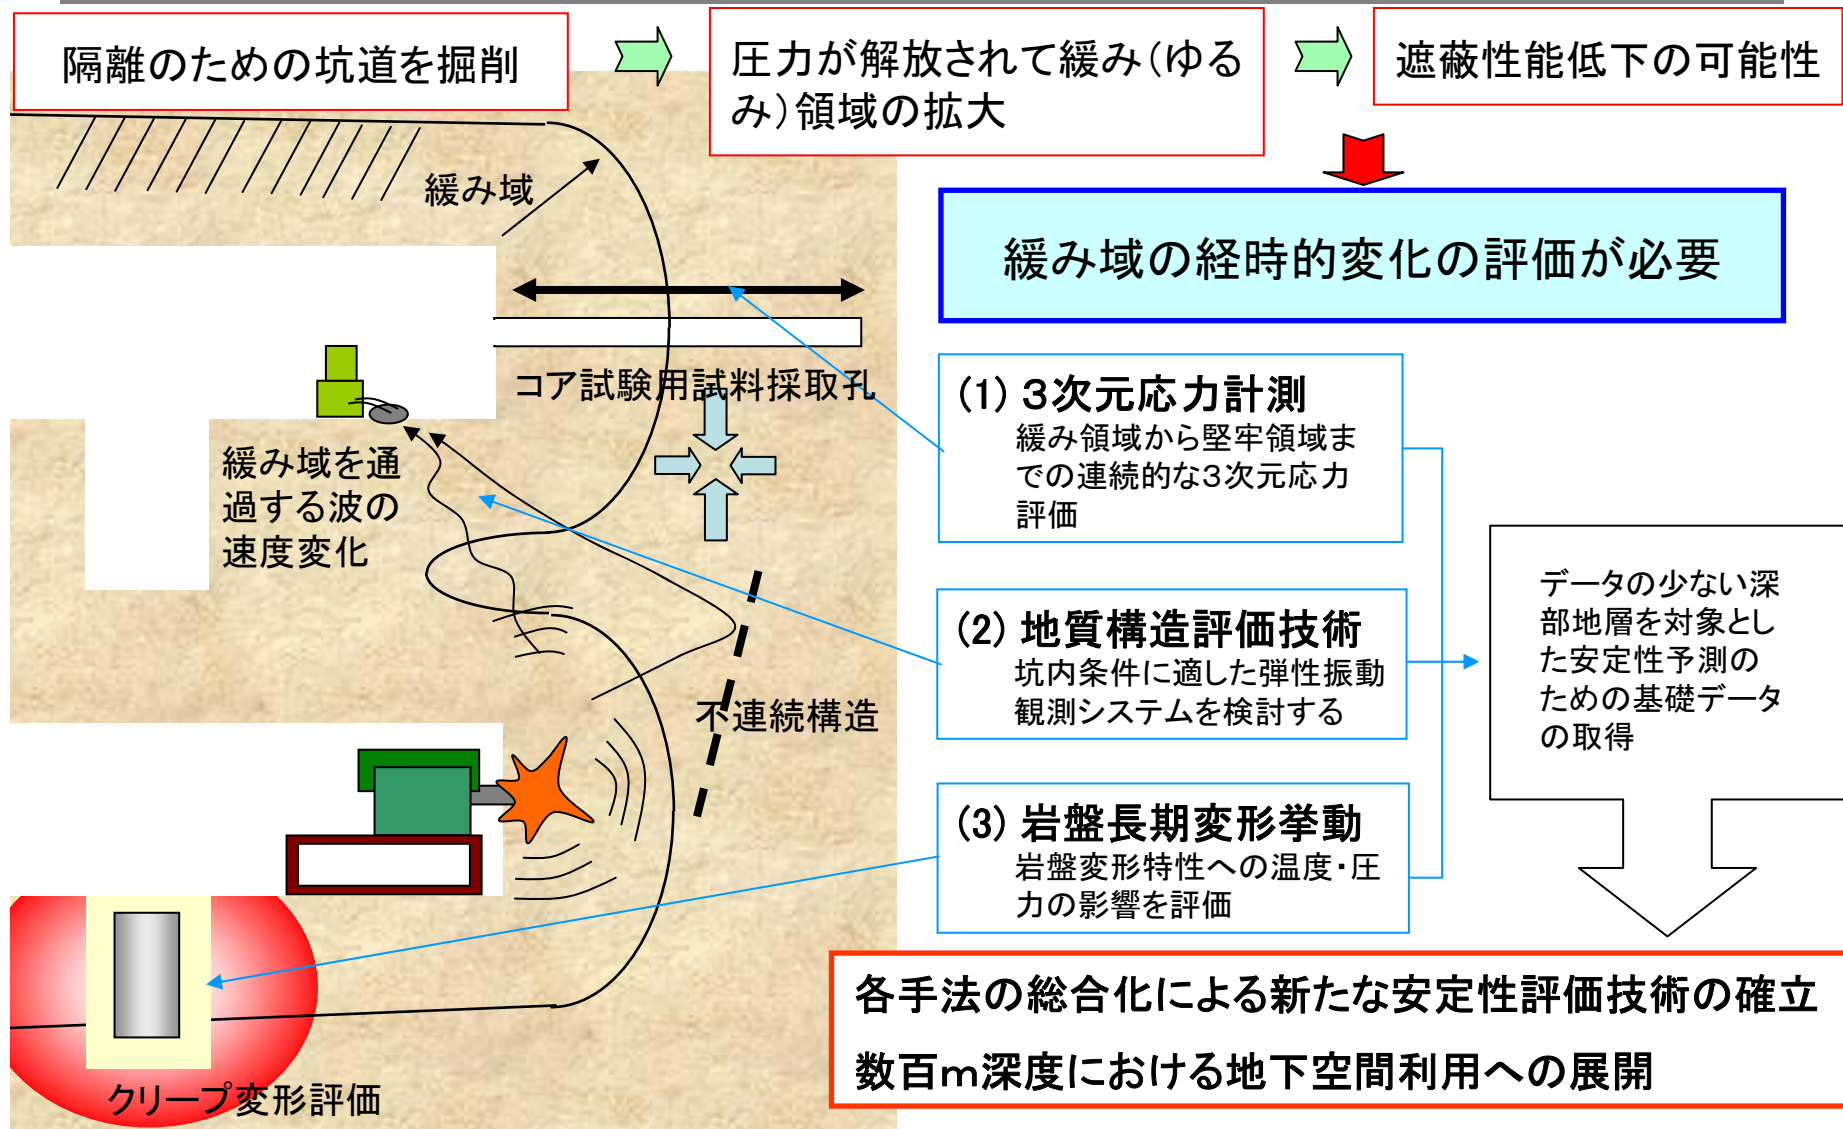 隔離のための坑道を掘削
圧力が解放されて緩み(ゆる
み)領域の拡大
遮蔽性能低下の可能性
緩み域
緩み域の経時的変化の評価が必要
コア試験用試料採取孔
緩み域を通
過する波の
速度変化
(1) 3次元応力計測
緩み領域から堅牢領域ま
での連続的な3次元応力
評価
(2) 地質構造評価技術
坑内条件に適した弾性振動
観測システムを検討する
不連続構造
(3) 岩盤長期変形挙動
岩盤変形特性への温度・圧
力の影響を評価
データの少ない深
部地層を対象とし
た安定性予測の
ための基礎データ
の取得
クリープ変形評価
各手法の総合化による新たな安定性評価技術の確立
数百m深度における地下空間利用への展開